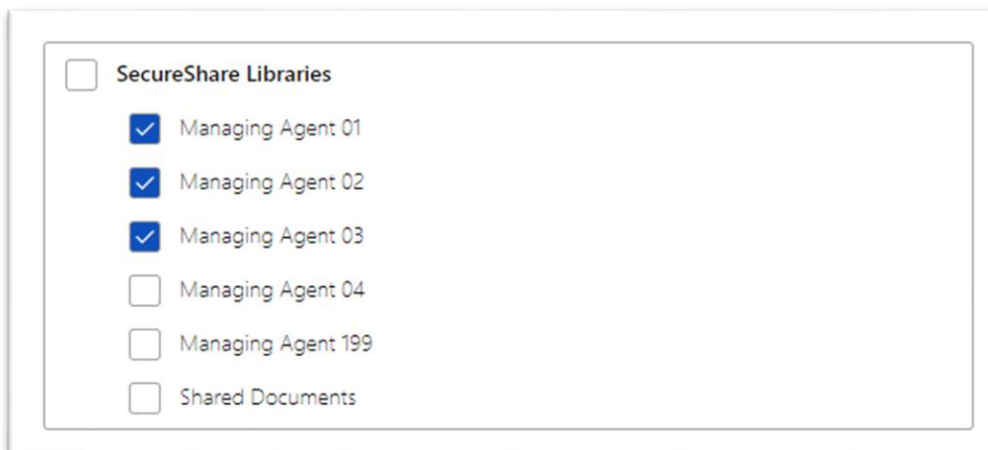 SecureShare Libraries
Managing Agent 01
Managing Agent 02
Managing Agent 03
Managing Agent 04
Managing Agent 199
Shared Documents